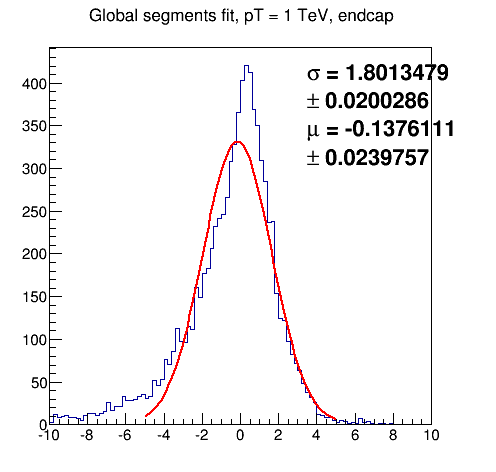 Global segments fit, pT = 1 TeV, endcap
σ = 1.8013479
± 0.0200286
μ = -0.1376111
± 0.0239757
400
350
300
250
200
150
100
50
0
-10 -8 -6 -4 -2 0 2 4 6 8 10